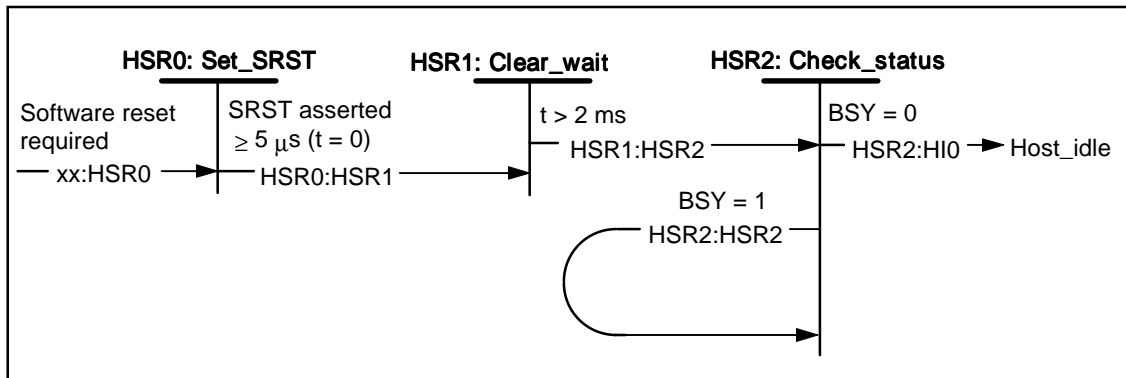 HSR0: Set_SRST
HSR1: Clear_wait
HSR2: Check_status
Software reset
required
xx:HSR0
SRST asserted
≥ 5 μs (t = 0)
HSR0:HSR1
t > 2 ms
HSR1:HSR2
BSY = 0
HSR2:HI0
Host_idle
BSY = 1
HSR2:HSR2